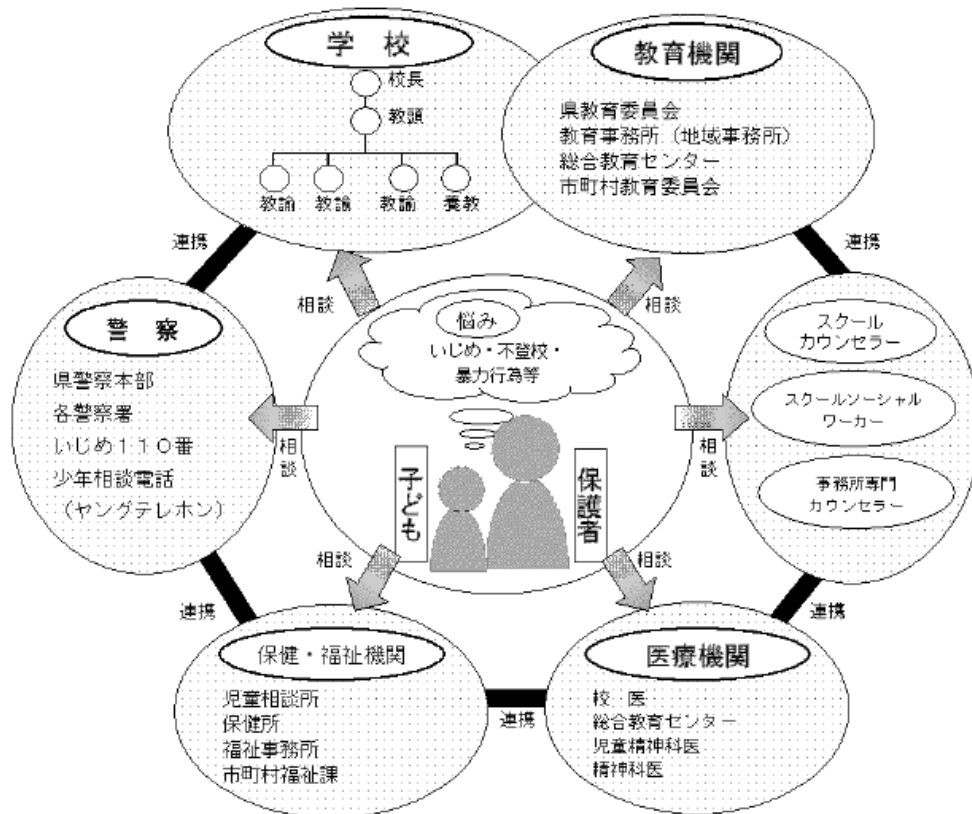 学 校
校長
教頭
教諭
教諭
教諭
養教
教育機関
県教育委員会
教育事務所（地域事務所）
総合教育センター
市町村教育委員会
連携
連携
相談
相談
警 察
県警察本部
各警察署
いじめ１１０番
少年相談電話
（ヤングテレホン）
悩み
いじめ・不登校・
暴力行為等
スクール
カウンセラー
スクールソーシャル
ワーカー
事務所専門
カウンセラー
相談
相談
子ども
保護者
相談
相談
連携
連携
保健・福祉機関
児童相談所
保健所
福祉事務所
市町村福祉課
連携
医療機関
校 医
総合教育センター
児童精神科医
精神科医